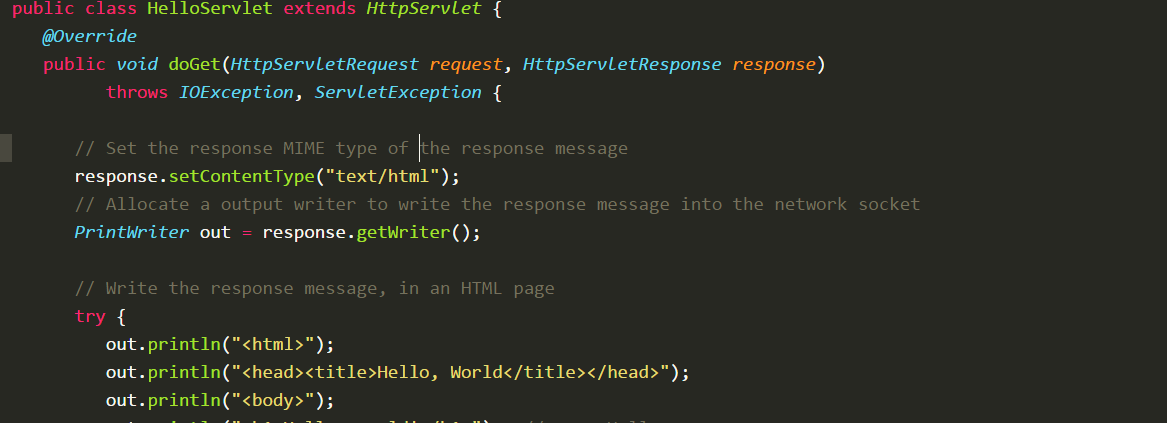 public class HelloServlet extends HttpServlet {
@Override
public void doGet(HttpServletRequest request, HttpServletResponse response)
throws IOException, ServletException {
// Set the response MIME type of the response message
response.setContentType("text/html");
// Allocate a output writer to write the response message into the network socket
PrintWriter out = response.getWriter();
// Write the response message, in an HTML page
try {
out.println("<html>");
out.println("<head><title>Hello, World</title></head>");
out.println("<body>");